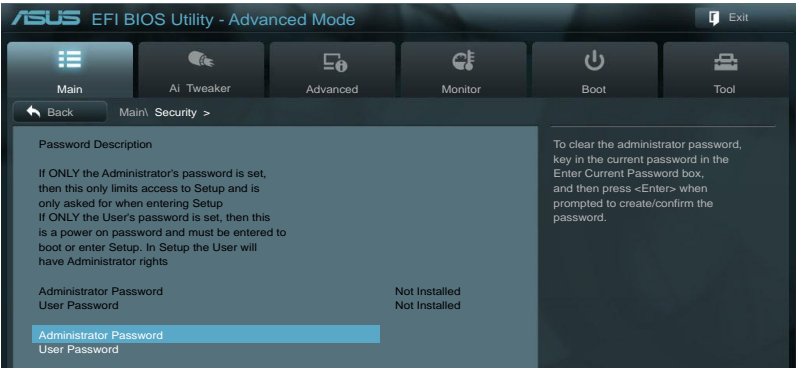 ASUS EFI BIOS Utility - Advanced Mode
Exit
Main
Ai Tweaker
Advanced
Monitor
Boot
Tool
Back
Main\ Security >
Password Description
If ONLY the Administrator's password is set,
then this only limits access to Setup and is
only asked for when entering Setup
If ONLY the User's password is set, then this
is a power on password and must be entered to
boot or enter Setup. In Setup the User will
have Administrator rights
Administrator Password Not Installed
User Password Not Installed
Administrator Password
User Password
To clear the administrator password,
key in the current password in the
Enter Current Password box,
and then press <Enter> when
prompted to create/confirm the
password.